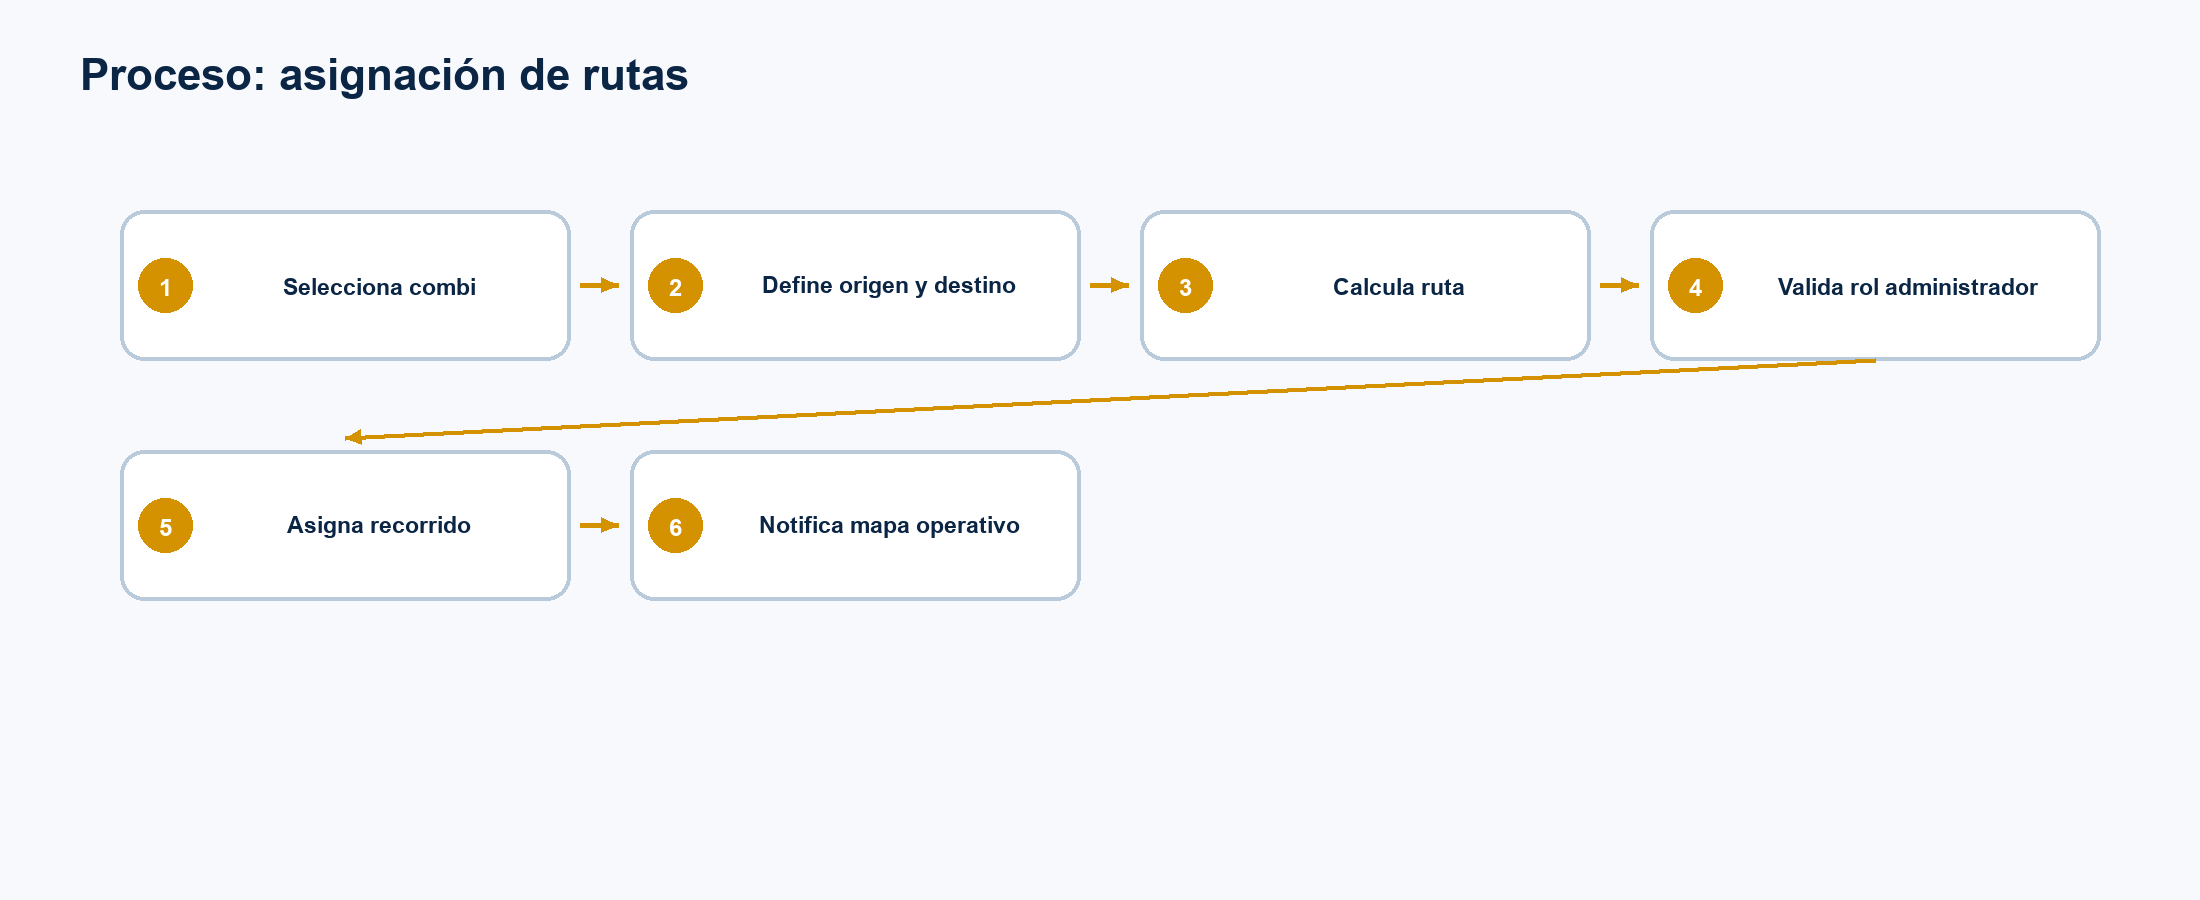 Proceso: asignación de rutas
1 Selecciona combi
2 Define origen y destino
3 Calcula ruta
4 Valida rol administrador
5 Asigna recorrido
6 Notifica mapa operativo